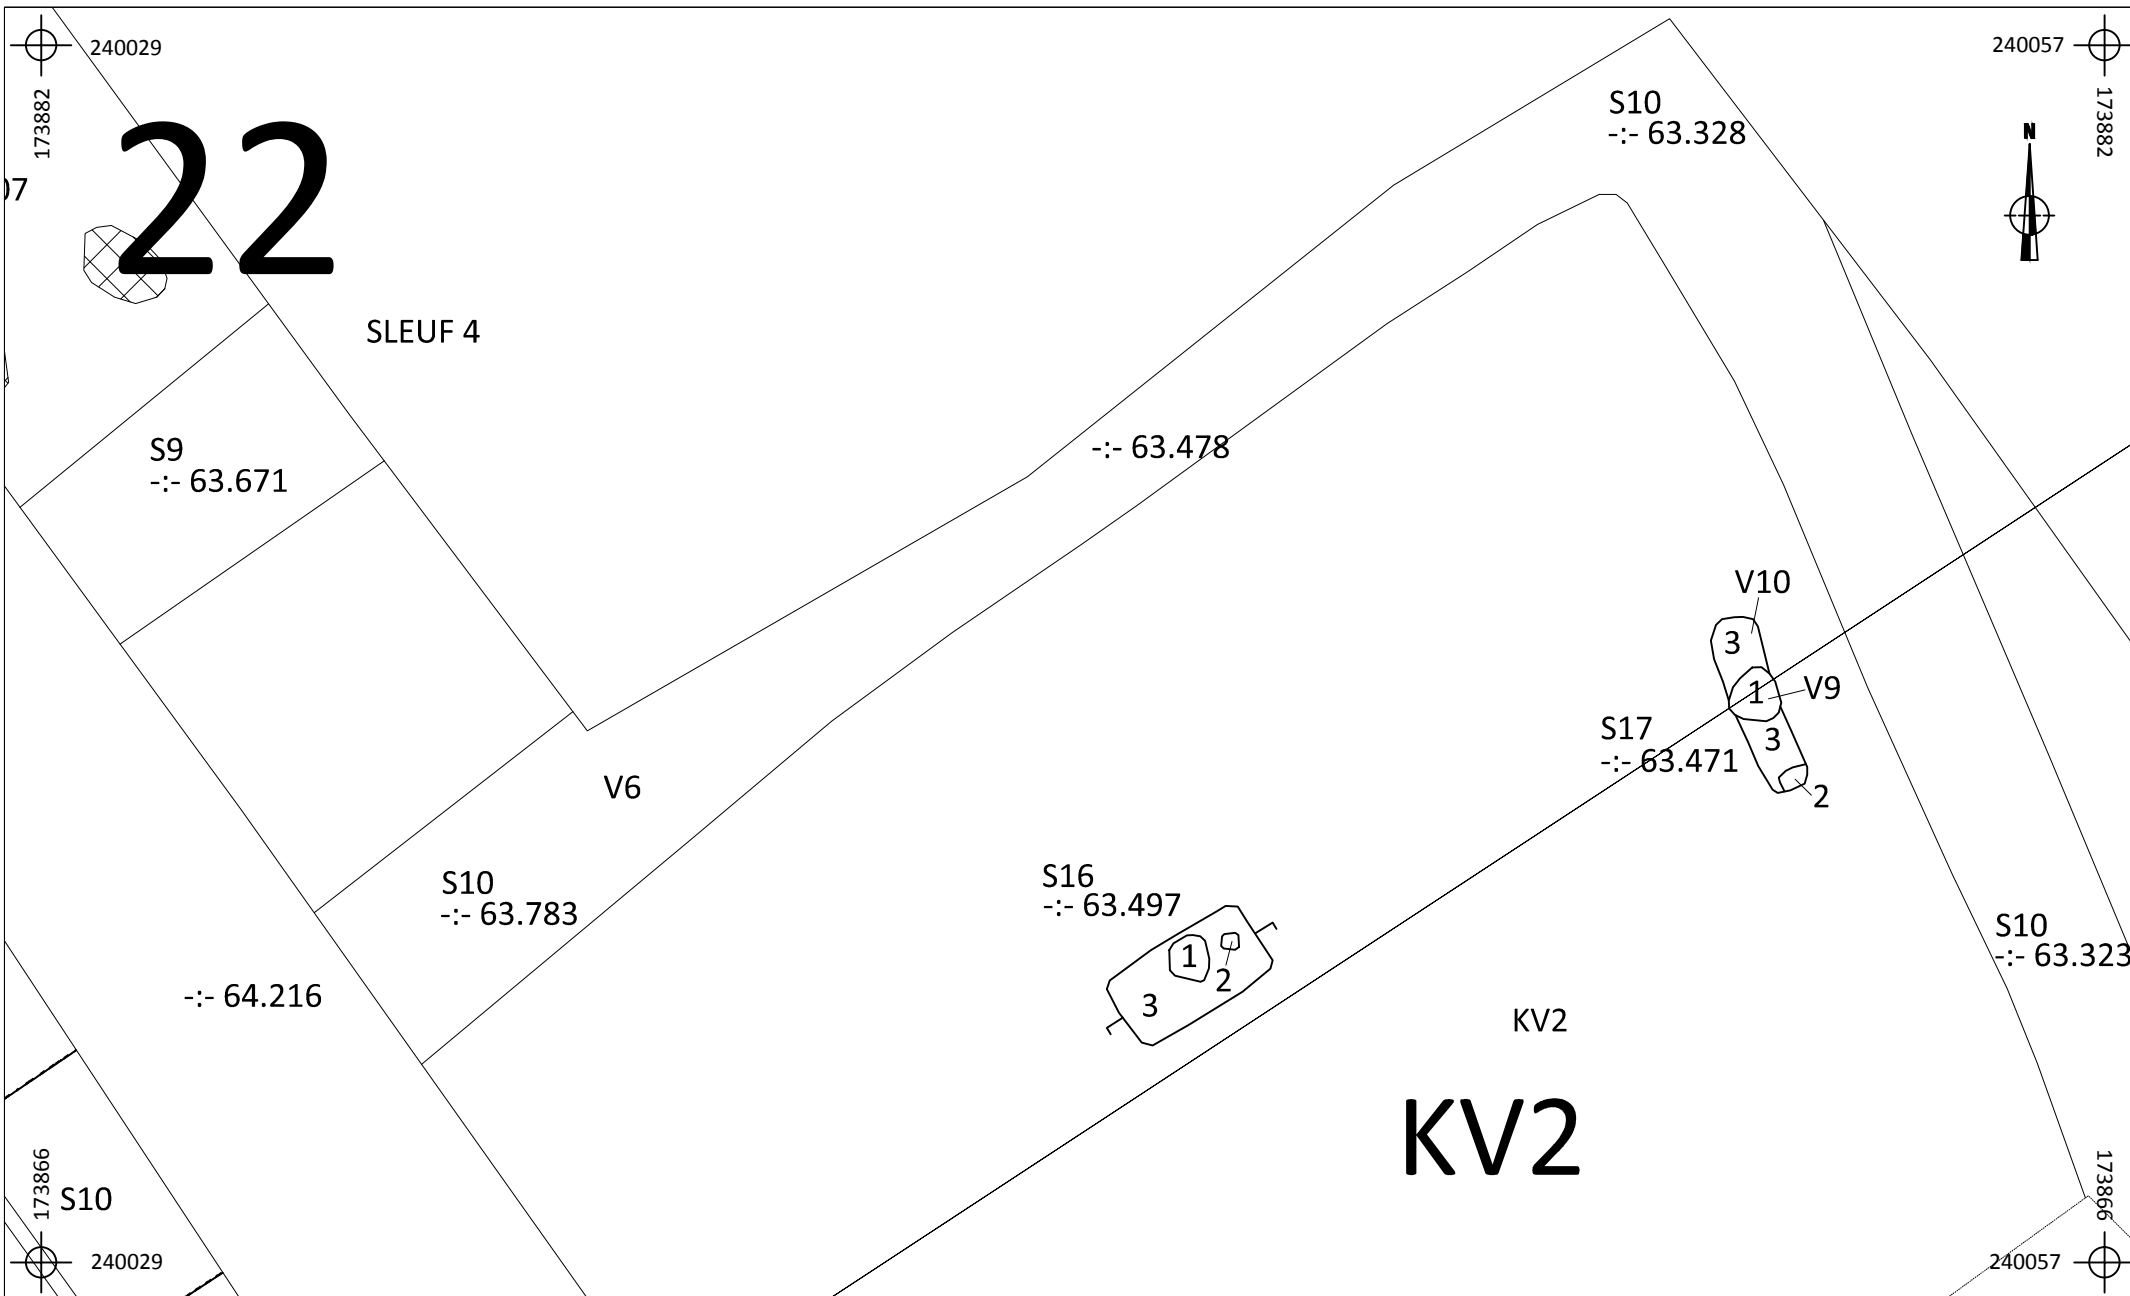 240029
240057
173882
173882
22
S10
-:- 63.328
N
07
SLEUF 4
S9
-:- 63.671
-:- 63.478
V10
3
1
V9
S17
-:- 63.471
3
2
V6
S10
-:- 63.783
S16
-:- 63.497
1
2
3
S10
-:- 63.323
-:- 64.216
KV2
KV2
173866
S10
173866
240029
240057